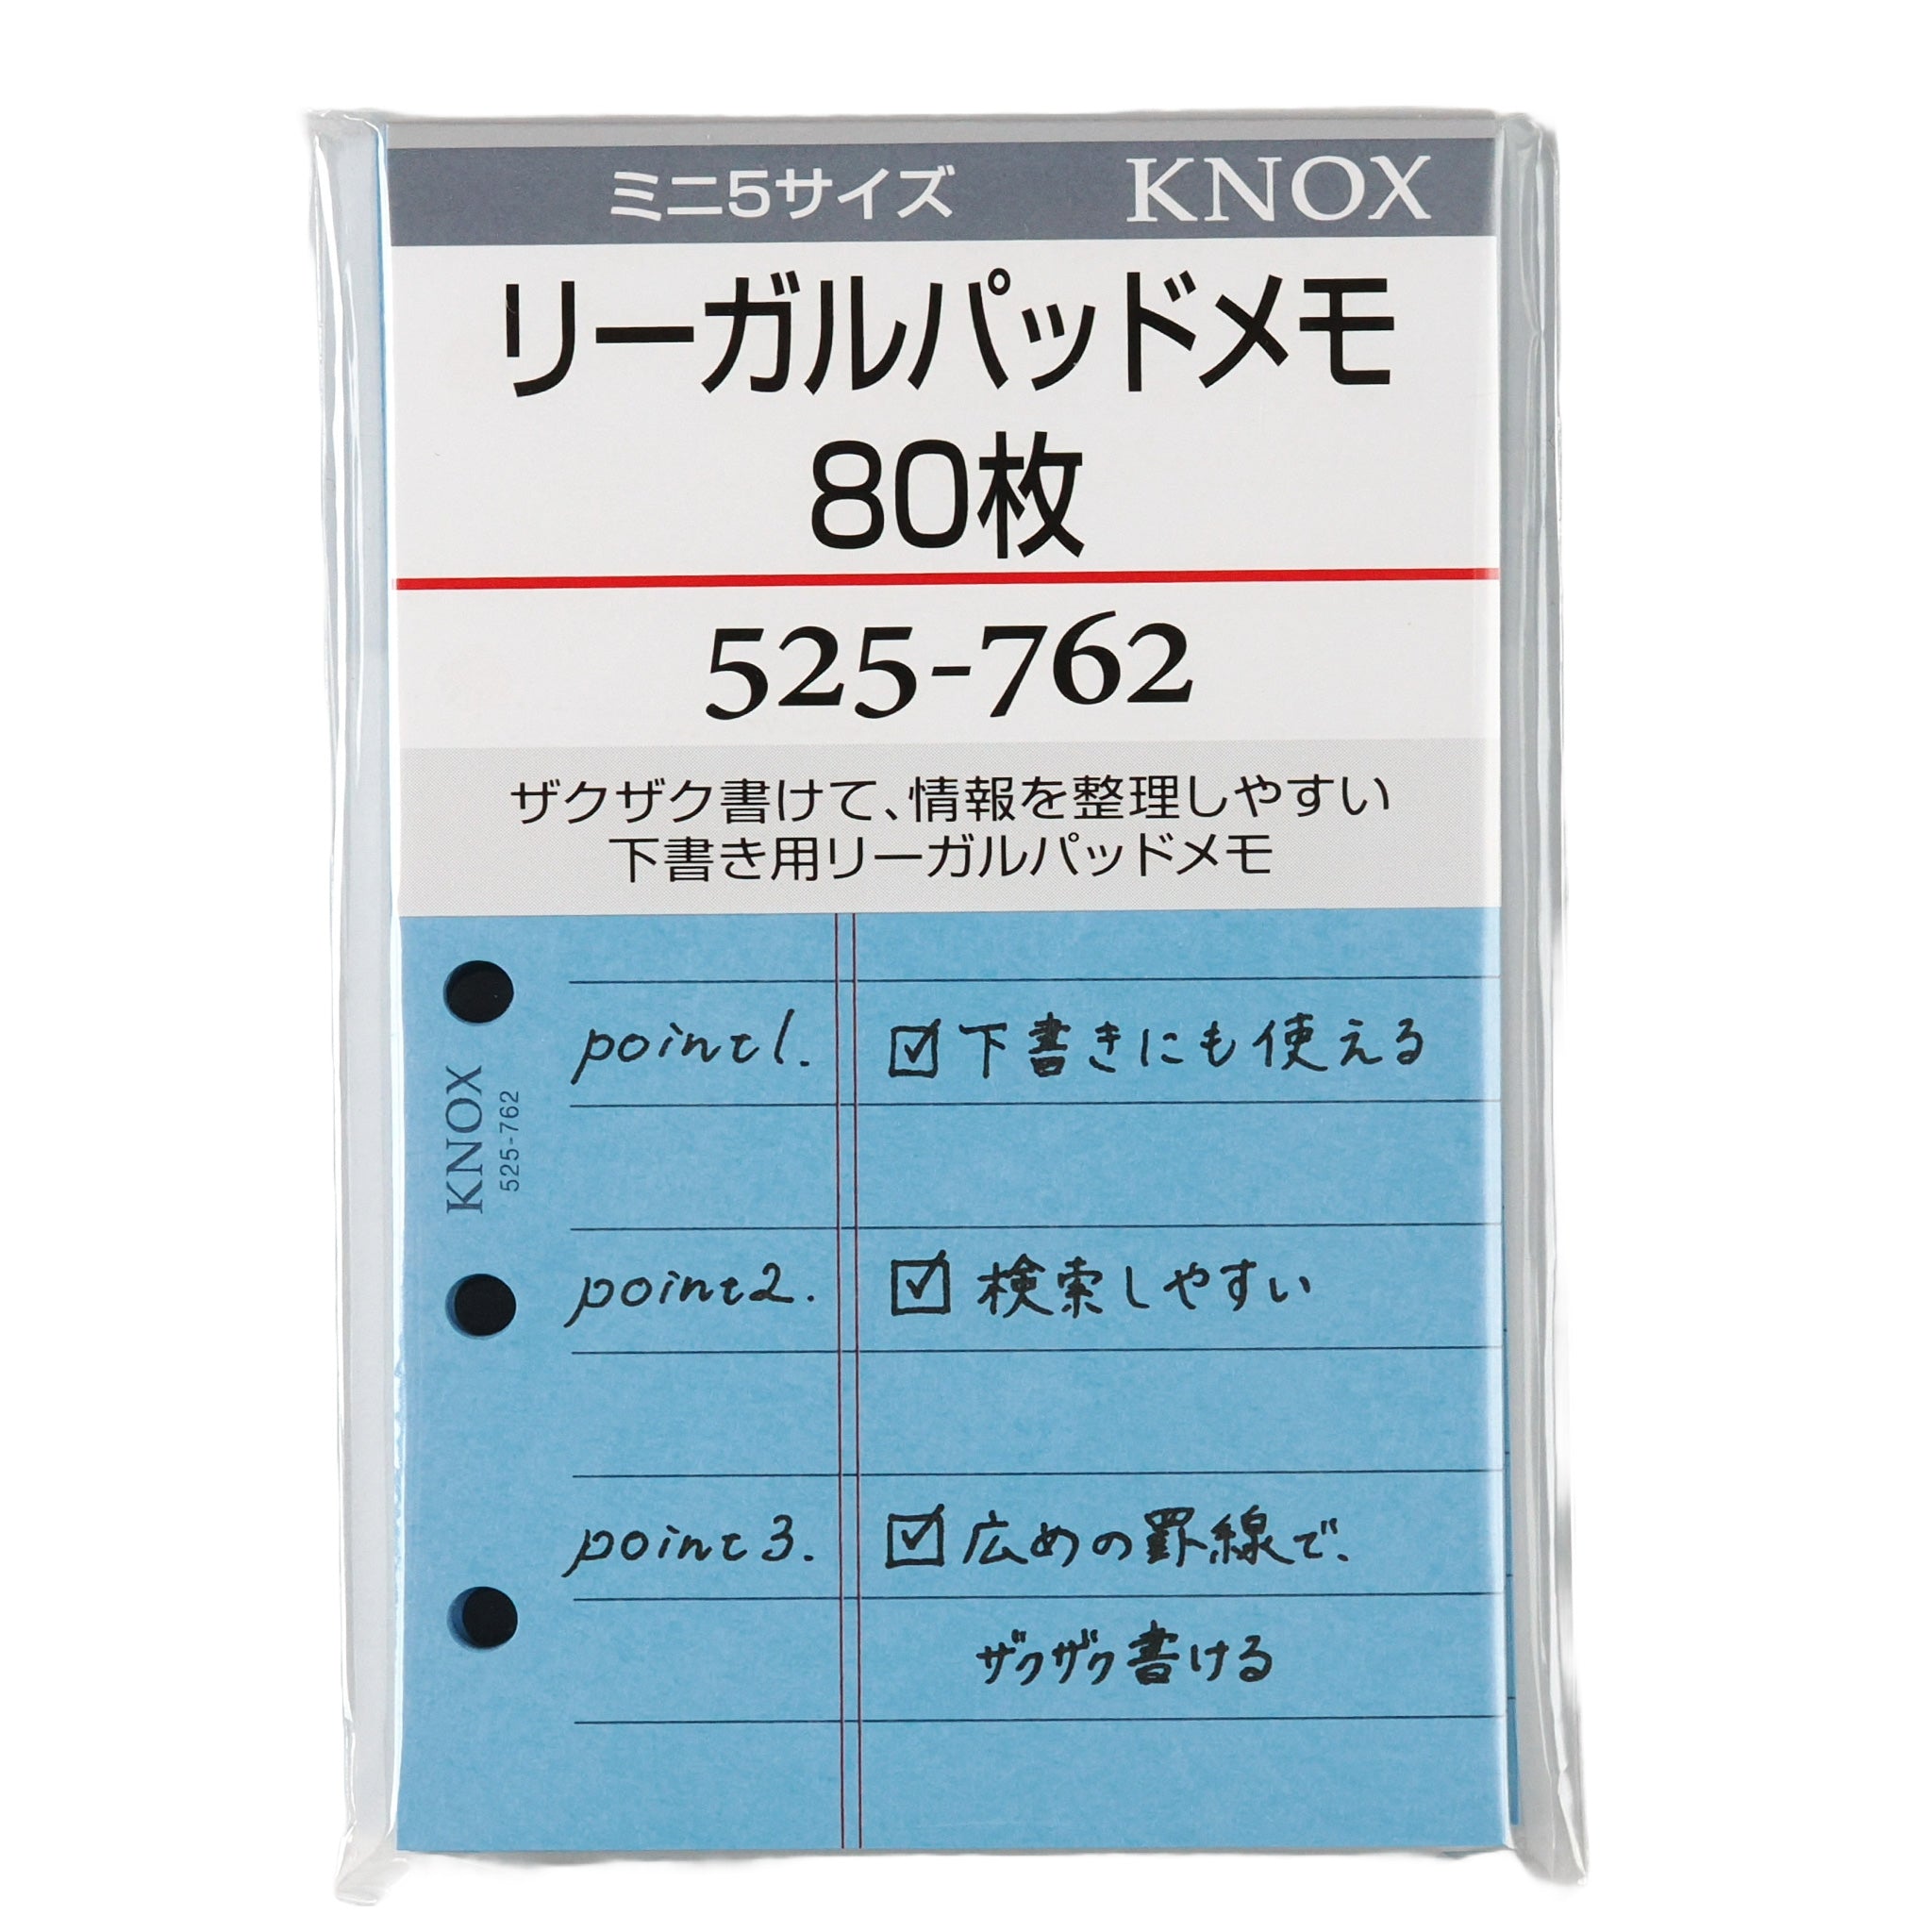 ミニ5サイズ KNOX
リーガルパッドメモ
80枚
525-762
ザクザク書けて、情報を整理しやすい
下書き用リーガルパッドメモ
KNOX
525-762
point1. ☑下書きにも使える
point2. ☑検索しやすい
point3. ☑広めの罫線で、
ザクザク書ける